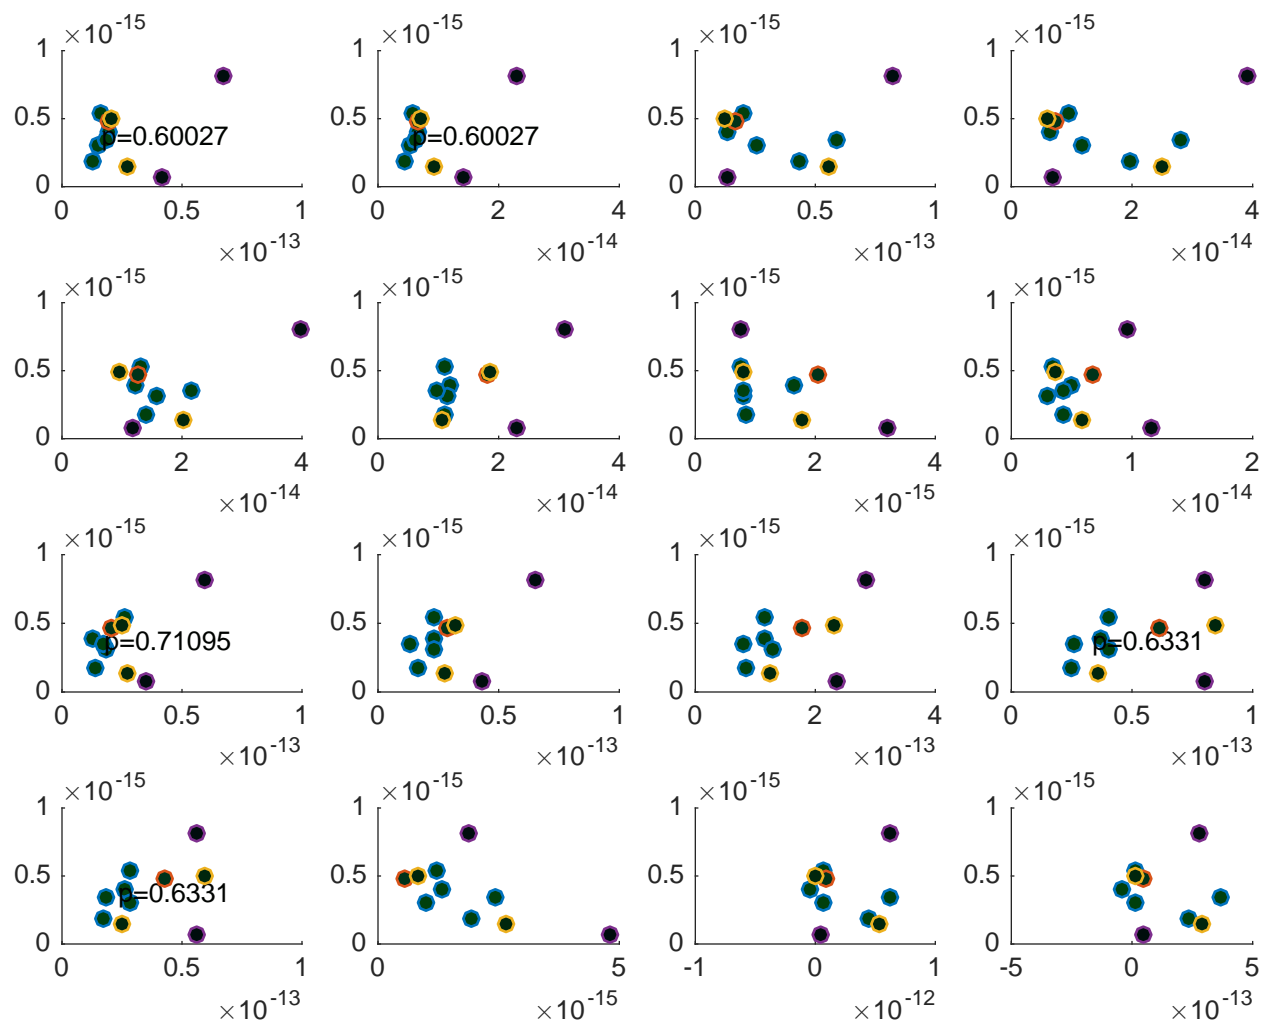 ×10-15 ×10-15 ×10-15 ×10-15
1 1 1 1
0.5 0.5 0.5 0.5
p=0.60027 p=0.60027
0 0 0 0
0 0.5 1 0 2 4 0 0.5 1 0 2 4
×10-13 ×10-14 ×10-13 ×10-14
×10-15 ×10-15 ×10-15 ×10-15
1 1 1 1
0.5 0.5 0.5 0.5
0 0 0 0
0 2 4 0 2 4 0 2 4 0 1 2
×10-14 ×10-14 ×10-15 ×10-14
×10-15 ×10-15 ×10-15 ×10-15
1 1 1 1
0.5 0.5 0.5 0.5
p=0.71095 p=0.6331
0 0 0 0
0 0.5 1 0 0.5 1 0 2 4 0 0.5 1
×10-13 ×10-13 ×10-13 ×10-13
×10-15 ×10-15 ×10-15 ×10-15
1 1 1 1
0.5 0.5 0.5 0.5
p=0.6331
0 0 0 0
0 0.5 1 0 5 -1 0 1 -5 0 5
×10-13 ×10-15 ×10-12 ×10-13